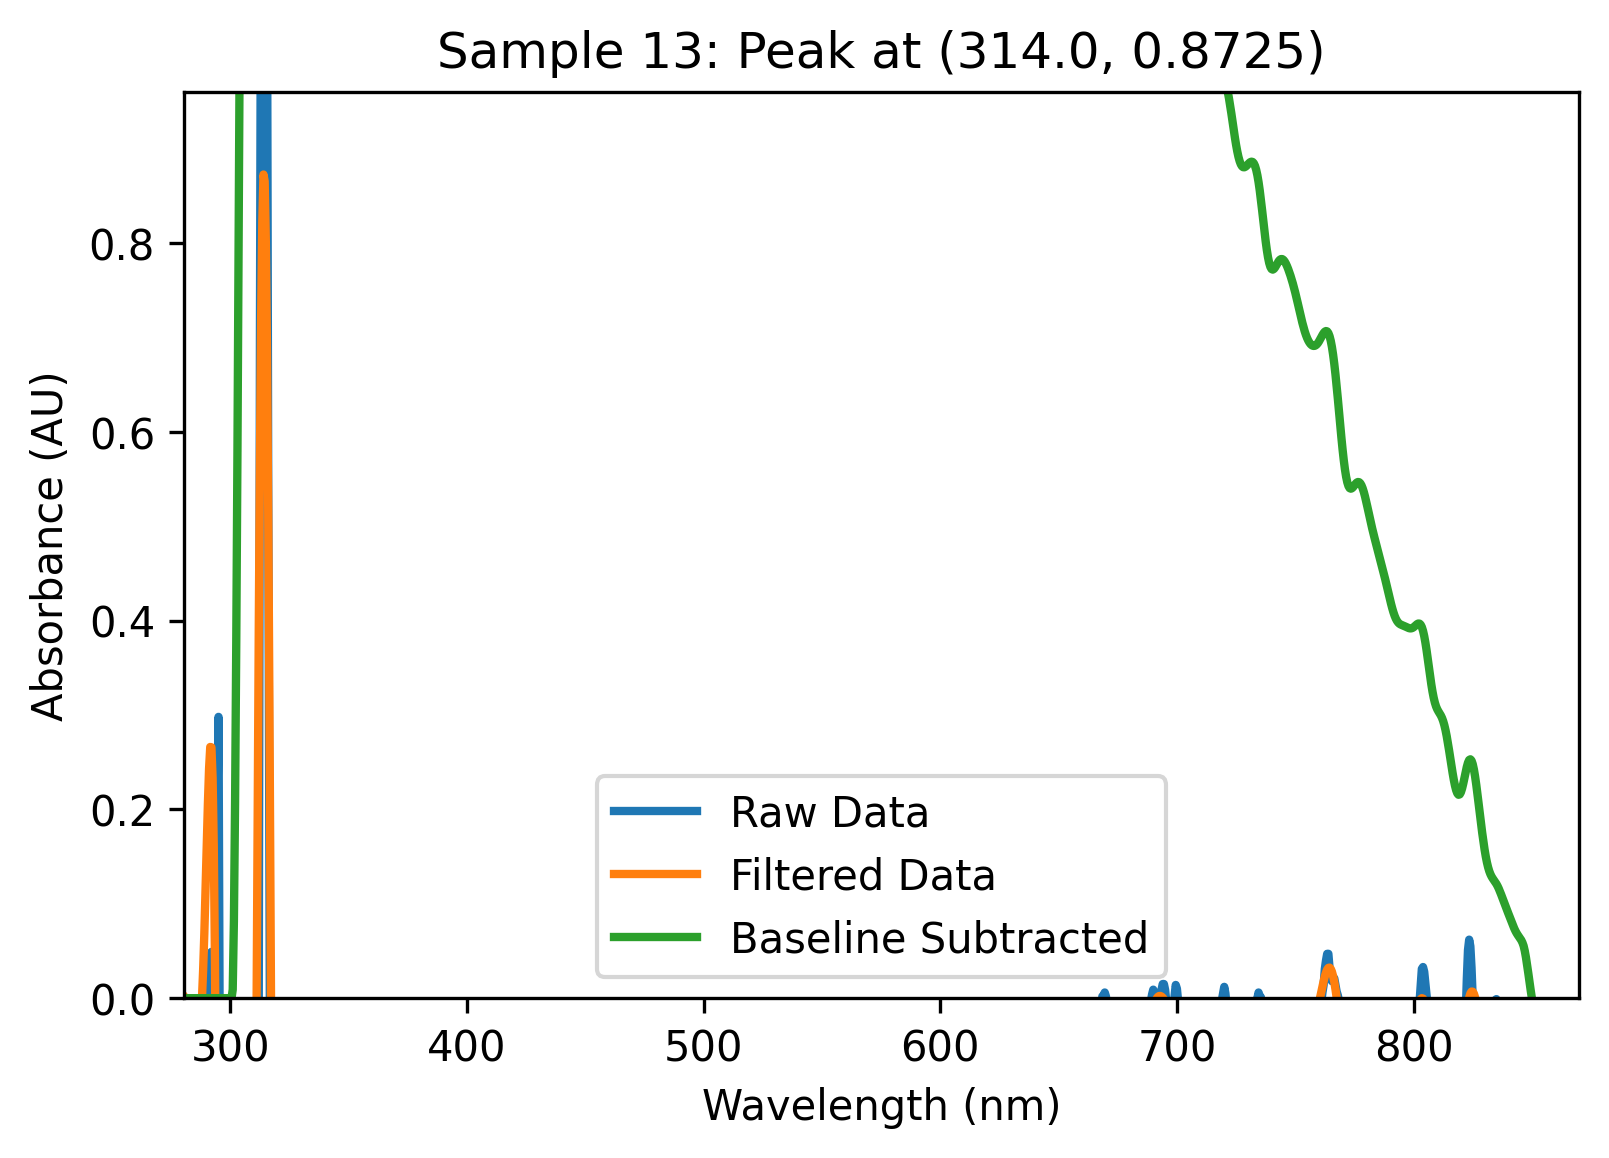 Sample 13: Peak at (314.0, 0.8725)
Absorbance (AU)
0.8
0.6
0.4
0.2
0.0
Raw Data
Filtered Data
Baseline Subtracted
300 400 500 600 700 800
Wavelength (nm)